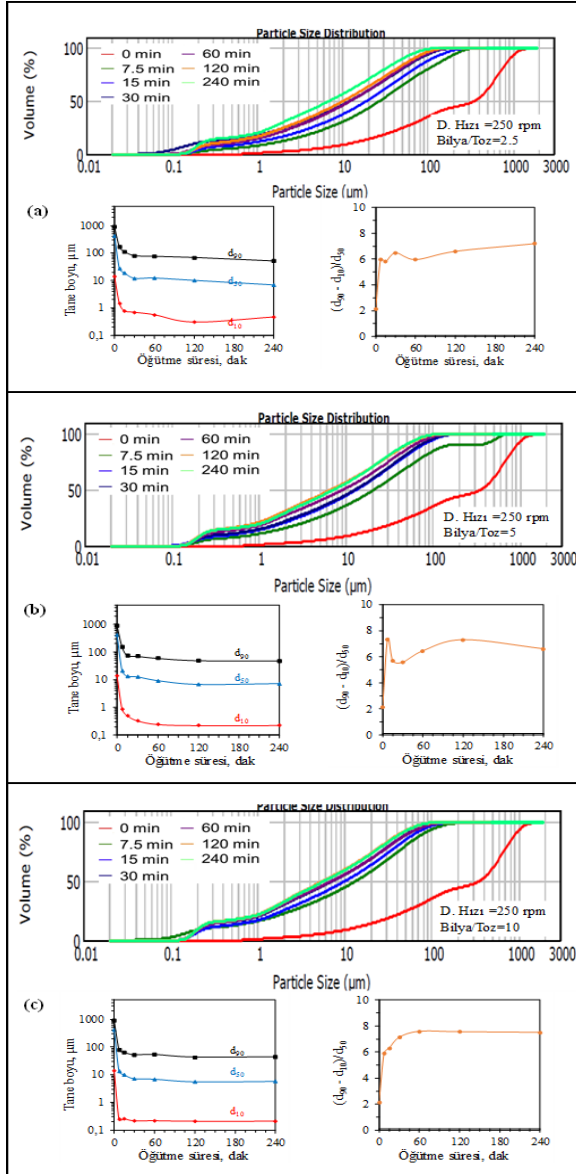 Particle Size Distribution
Volume (%)
100
50
0
0 min
7.5 min
15 min
30 min
60 min
120 min
240 min
D. Hızı =250 rpm
Bilya/Toz=2.5
0.01 0.1 1 10 100 1000 3000
Particle Size (µm)
(a)
Tane boyu, µm
1000
100
10
1
0,1
d90
d50
d10
0 60 120 180 240
Öğütme süresi, dak
(d90 - d10)/d50
10
8
6
4
2
0
0 60 120 180 240
Öğütme süresi, dak
Particle Size Distribution
Volume (%)
100
50
0
0 min
7.5 min
15 min
30 min
60 min
120 min
240 min
D. Hızı =250 rpm
Bilya/Toz=5
0.01 0.1 1 10 100 1000 3000
Particle Size (µm)
(b)
Tane boyu, µm
1000
100
10
1
0,1
d90
d50
d10
0 60 120 180 240
Öğütme süresi, dak
(d90 - d10)/d50
10
8
6
4
2
0
0 60 120 180 240
Öğütme süresi, dak
Particle Size Distribution
Volume (%)
100
50
0
0 min
7.5 min
15 min
30 min
60 min
120 min
240 min
D. Hızı =250 rpm
Bilya/Toz=10
0.01 0.1 1 10 100 1000 3000
Particle Size (µm)
(c)
Tane boyu, µm
1000
100
10
1
0,1
d90
d50
d10
0 60 120 180 240
Öğütme süresi, dak
(d90 - d10)/d50
10
8
6
4
2
0
0 60 120 180 240
Öğütme süresi, dak